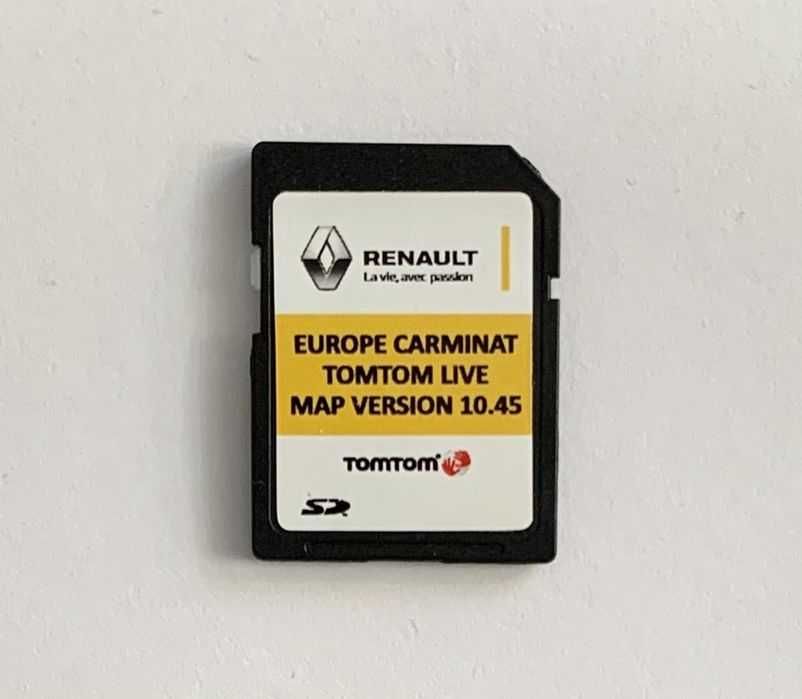 RENAULT
La vie, avec passion
EUROPE CARMINAT
TOMTOM LIVE
MAP VERSION 10.45
TOMTOM
SD